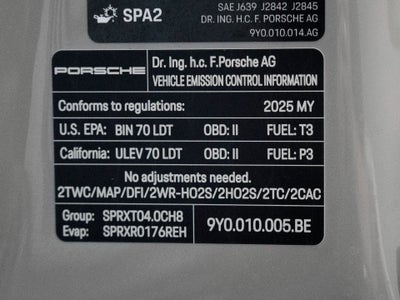 SPA2
SAE J639 J2842 J2845
DR. ING. H.C. F. PORSCHE AG
9Y0.010.014.AG
PORSCHE
Dr. Ing. h.c. F.Porsche AG
VEHICLE EMISSION CONTROL INFORMATION
Conforms to regulations: 2025 MY
U.S. EPA: BIN 70 LDT OBD: II FUEL: T3
California: ULEV 70 LDT OBD: II FUEL: P3
No adjustments needed.
2TWC/MAP/DFI/2WR-HO2S/2HO2S/2TC/2CAC
Group: SPRXT04.0CH8
Evap: SPRXR0176REH
9Y0.010.005.BE